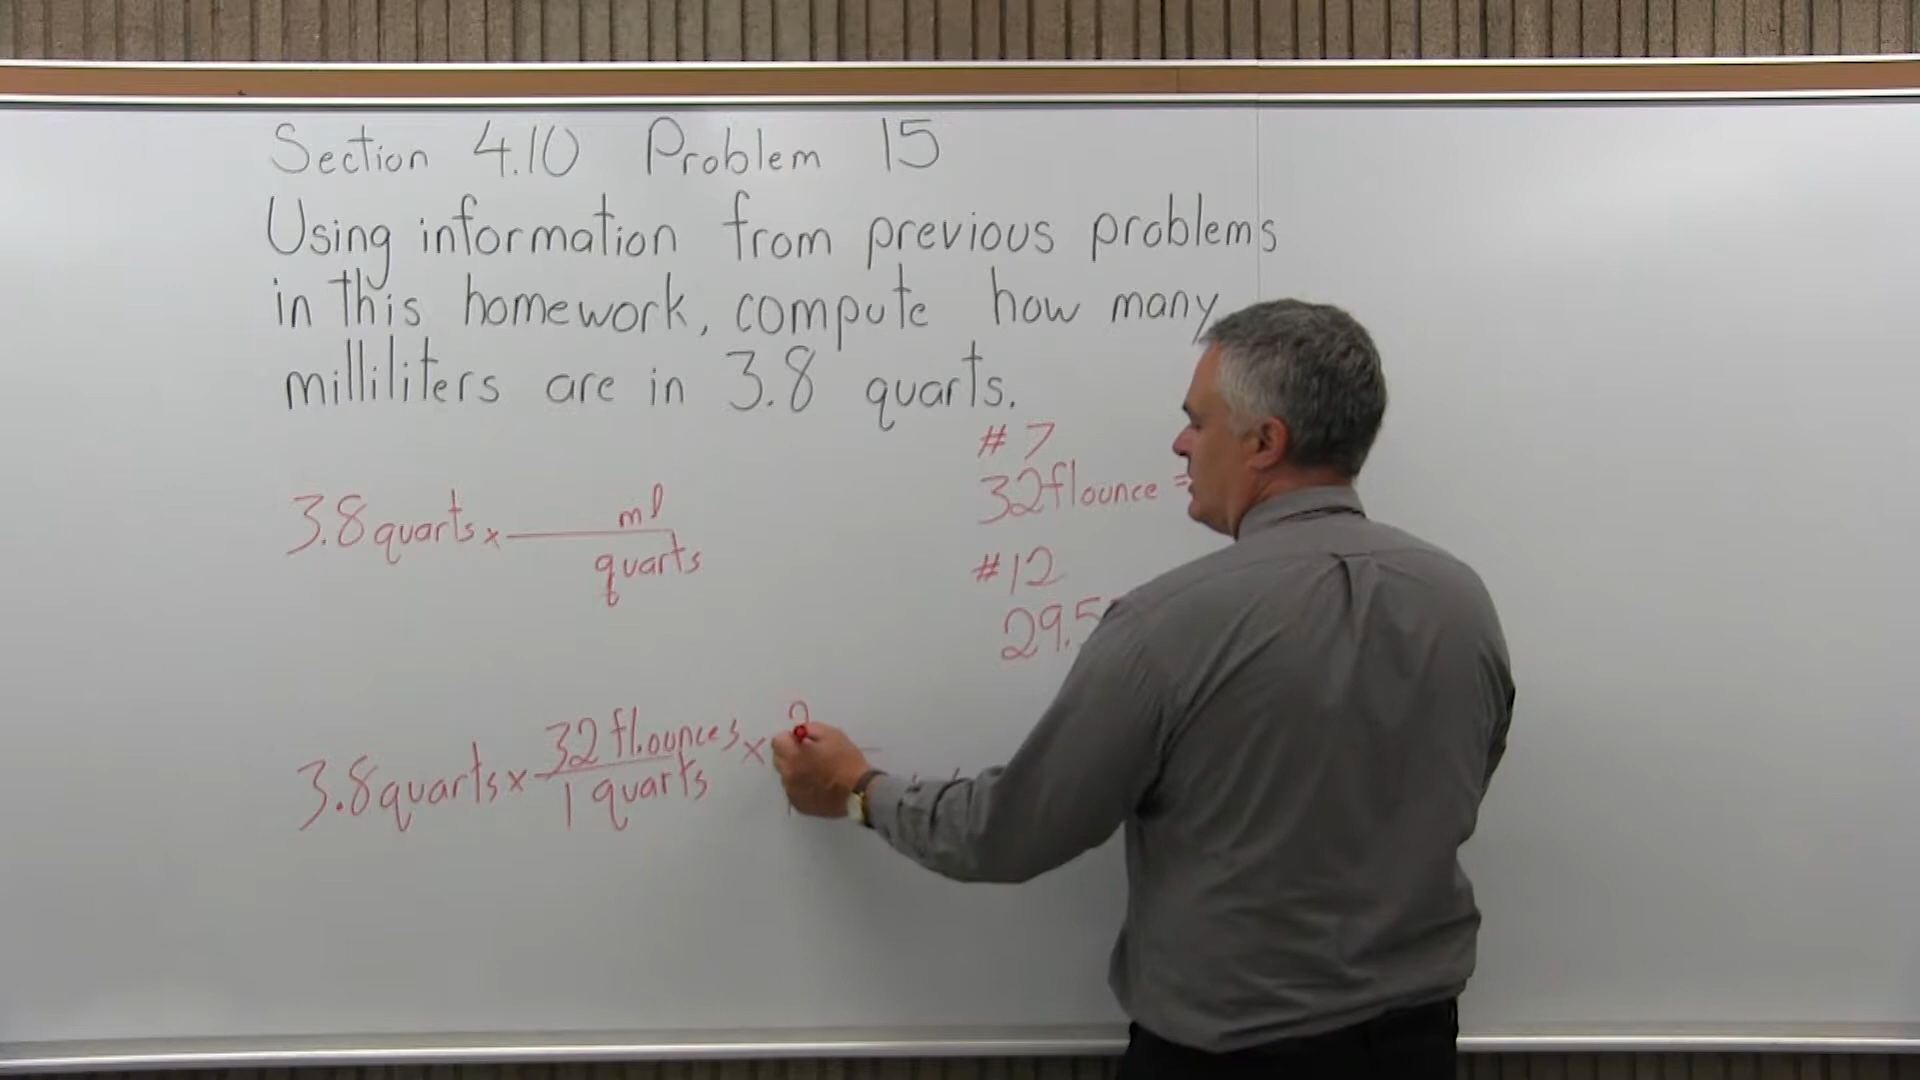 Section 4.10 Problem 15
Using information from previous problems
in this homework, compute how many
milliliters are in 3.8 quarts.
# 7
32 fl ounce =
3.8 quarts × ml
quarts
#12
29.5
3.8 quarts × 32 fl. ounces ×
1 quarts